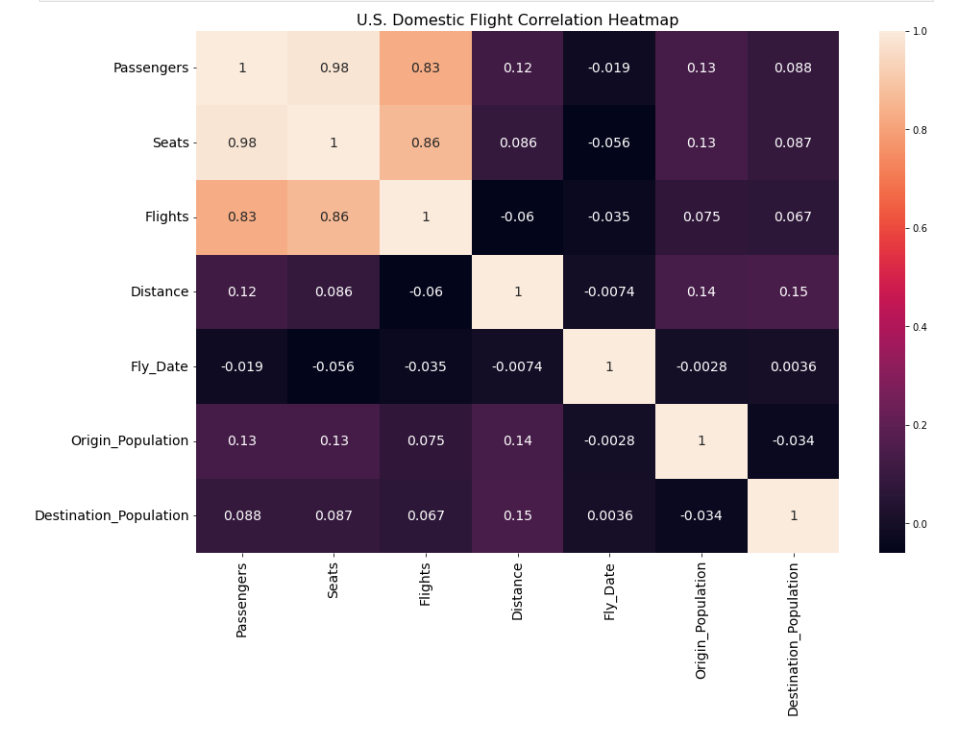 U.S. Domestic Flight Correlation Heatmap
Passengers 1 0.98 0.83 0.12 -0.019 0.13 0.088
Seats 0.98 1 0.86 0.086 -0.056 0.13 0.087
Flights 0.83 0.86 1 -0.06 -0.035 0.075 0.067
Distance 0.12 0.086 -0.06 1 -0.0074 0.14 0.15
Fly_Date -0.019 -0.056 -0.035 -0.0074 1 -0.0028 0.0036
Origin_Population 0.13 0.13 0.075 0.14 -0.0028 1 -0.034
Destination_Population 0.088 0.087 0.067 0.15 0.0036 -0.034 1
Passengers
Seats
Flights
Distance
Fly_Date
Origin_Population
Destination_Population
1.0
0.8
0.6
0.4
0.2
0.0